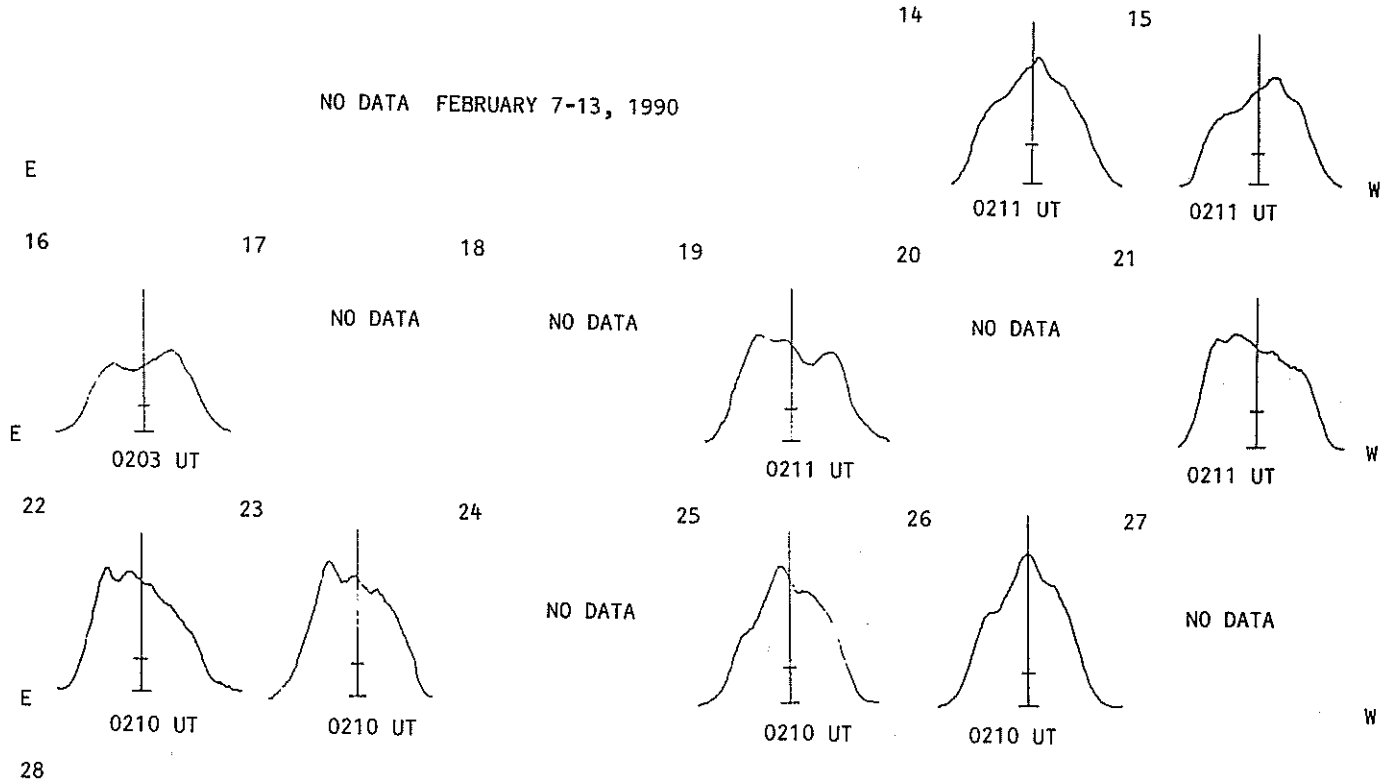 14 15
NO DATA FEBRUARY 7-13, 1990
E W
0211 UT 0211 UT
16 17 18 19 20 21
NO DATA NO DATA NO DATA
E W
0203 UT 0211 UT 0211 UT
22 23 24 25 26 27
NO DATA NO DATA
E W
0210 UT 0210 UT 0210 UT 0210 UT
28